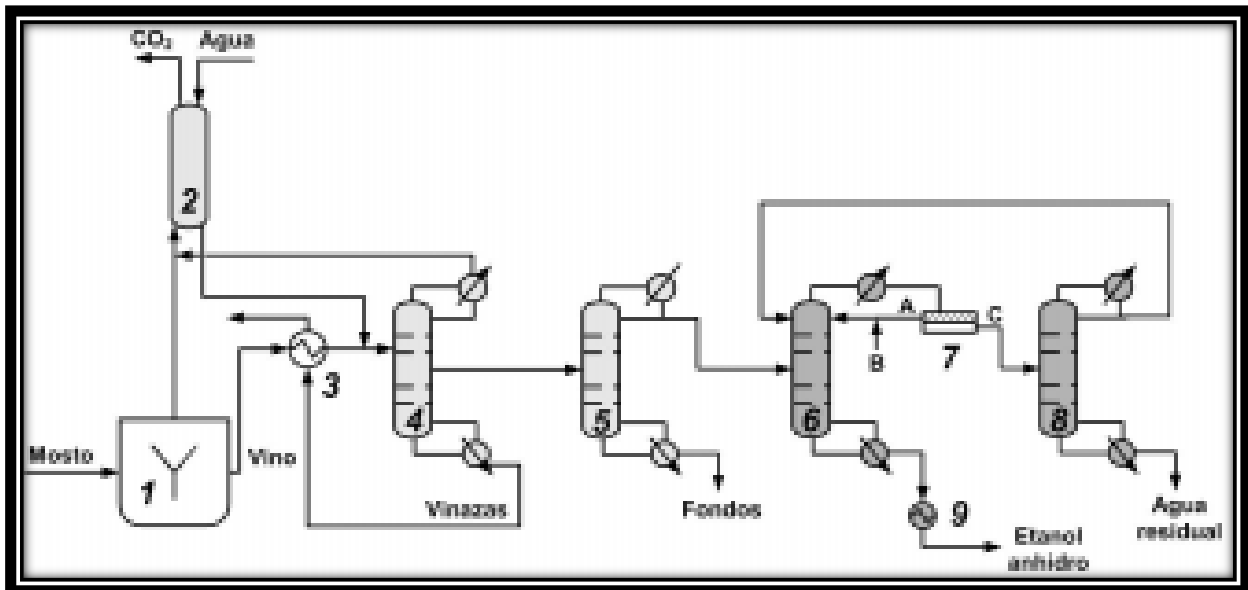 CO₂
Agua
2
3
4
5
6
A
B
7
C
8
Mosto
1
Vino
Vinazas
Fondos
9
Etanol
anhidro
Agua
residual